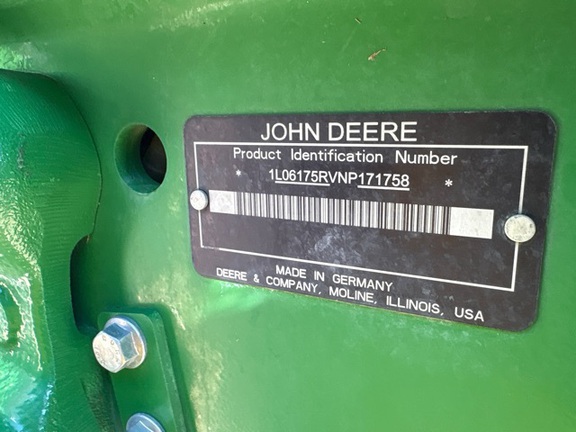 JOHN DEERE
Product Identification Number
* 1L06175RVNP171758 *
MADE IN GERMANY
DEERE & COMPANY, MOLINE, ILLINOIS, USA